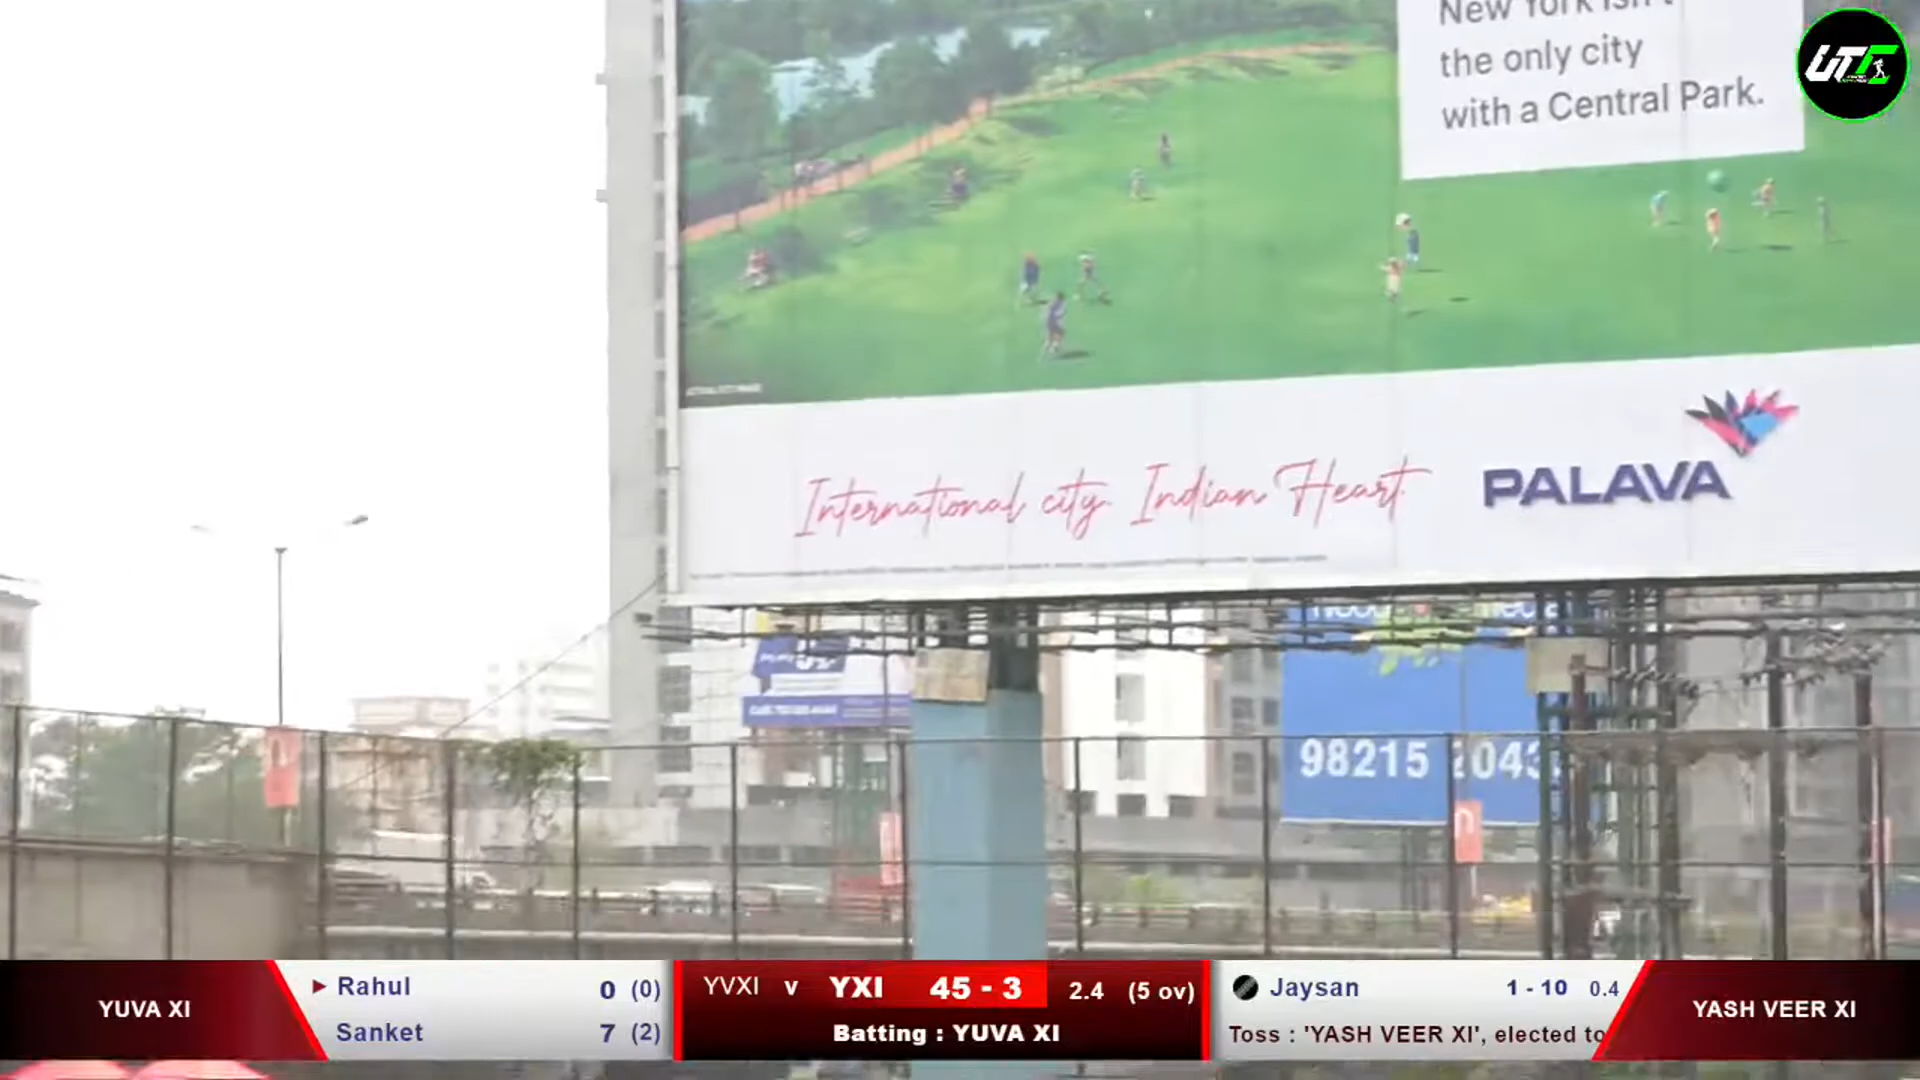 the only city
with a Central Park.
UTC
International city. Indian Heart.
PALAVA
98215 2043
YUVA XI
Rahul 0 (0)
Sanket 7 (2)
YVXI v YXI 45 - 3 2.4 (5 ov)
Batting : YUVA XI
Jaysan 1 - 10 0.4
Toss : 'YASH VEER XI', elected to
YASH VEER XI